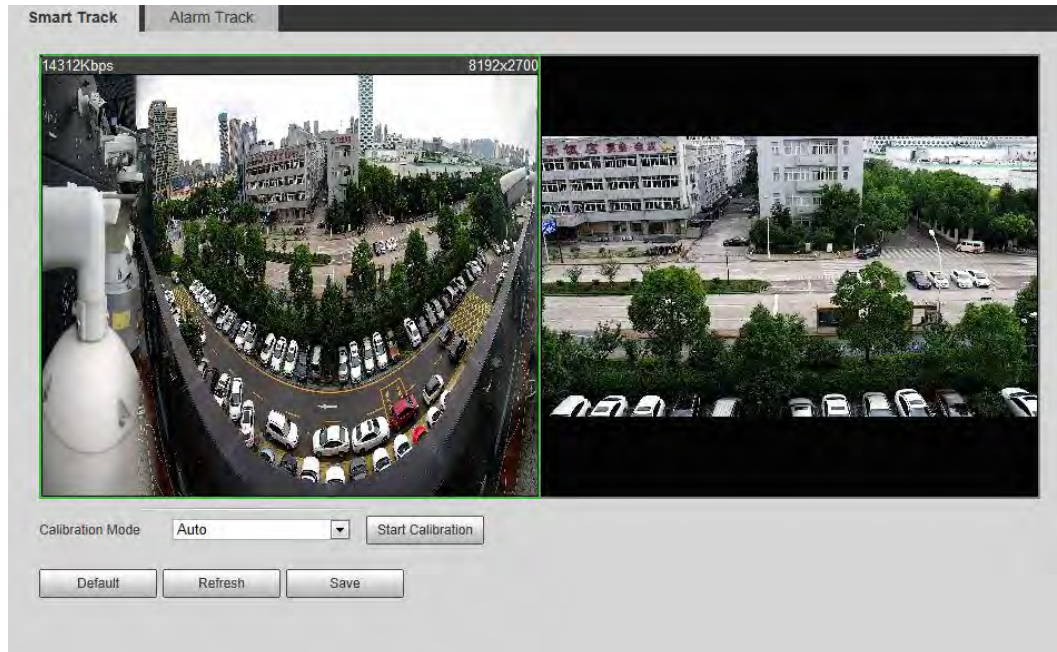 Smart Track Alarm Track
14312Kbps 8192x2700
Calibration Mode Auto Start Calibration
Default Refresh Save